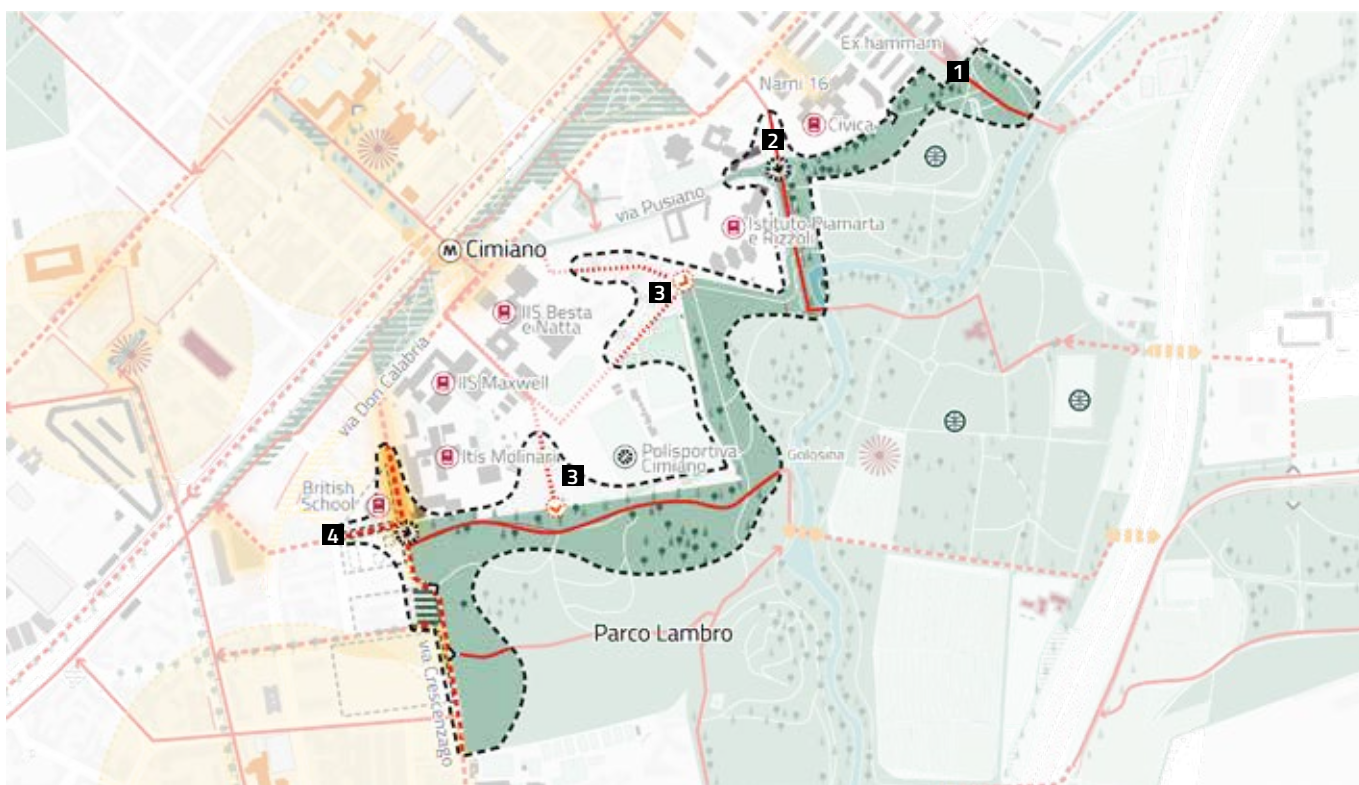 Ex hammam
1
Narni 16
Civica
2
via Pusiano
Istituto Piamarta
e Rizzoli
M Cimiano
3
IIS Besta
e Natta
via Don Calabria
IIS Maxwell
Itis Molinari
Polisportiva
Cimiano
Golosina
3
British
School
4
Parco Lambro
via Crescenzago